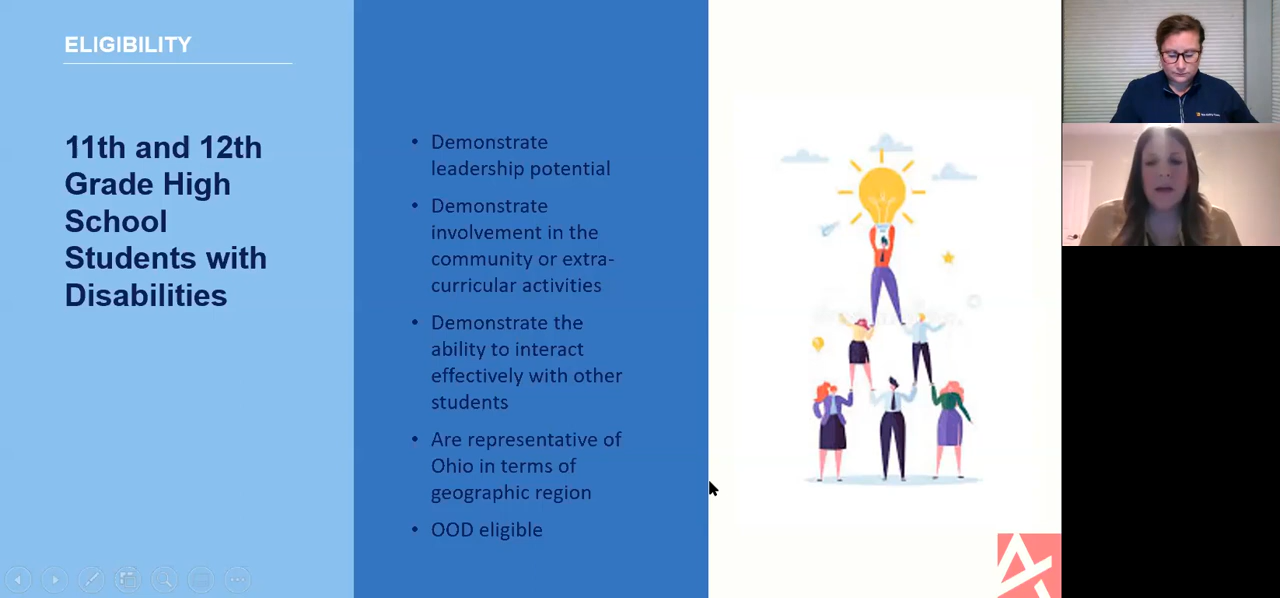 ELIGIBILITY
11th and 12th
Grade High
School
Students with
Disabilities
• Demonstrate
leadership potential
• Demonstrate
involvement in the
community or extra-
curricular activities
• Demonstrate the
ability to interact
effectively with other
students
• Are representative of
Ohio in terms of
geographic region
• OOD eligible